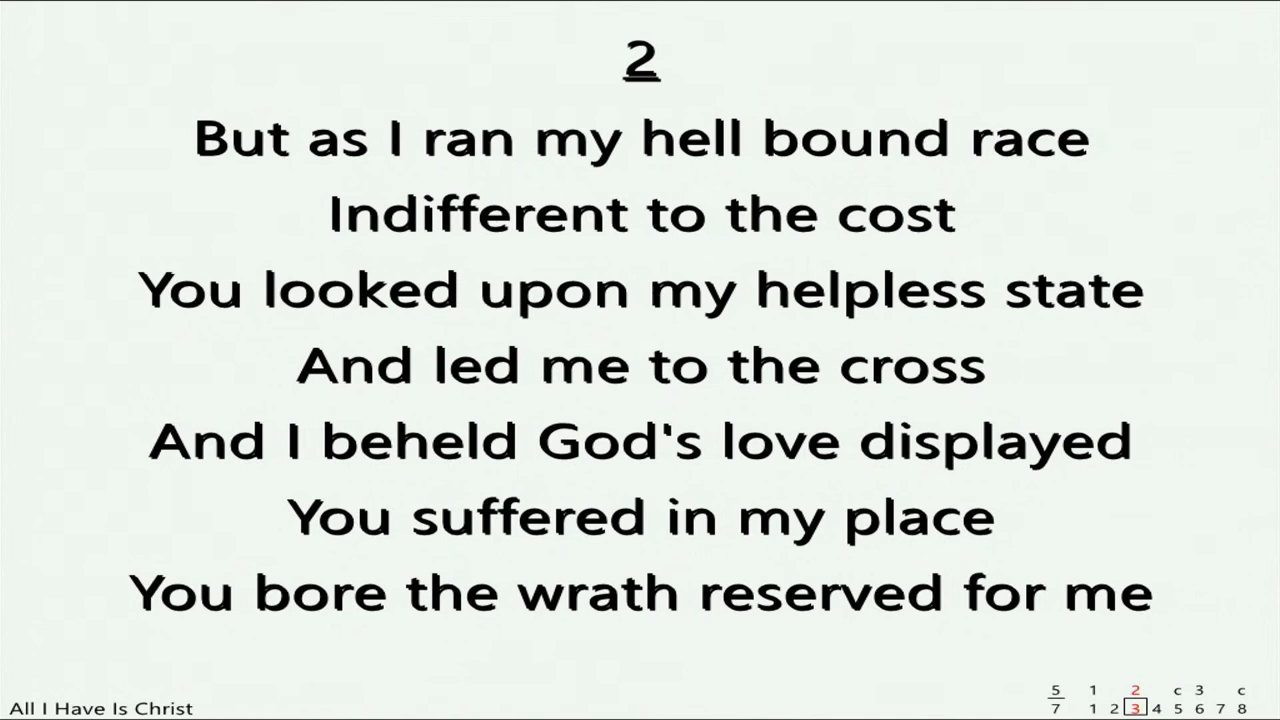 2
But as I ran my hell bound race
Indifferent to the cost
You looked upon my helpless state
And led me to the cross
And I beheld God's love displayed
You suffered in my place
You bore the wrath reserved for me
All I Have Is Christ
5 1 2 c 3 c
7 1 2 3 4 5 6 7 8